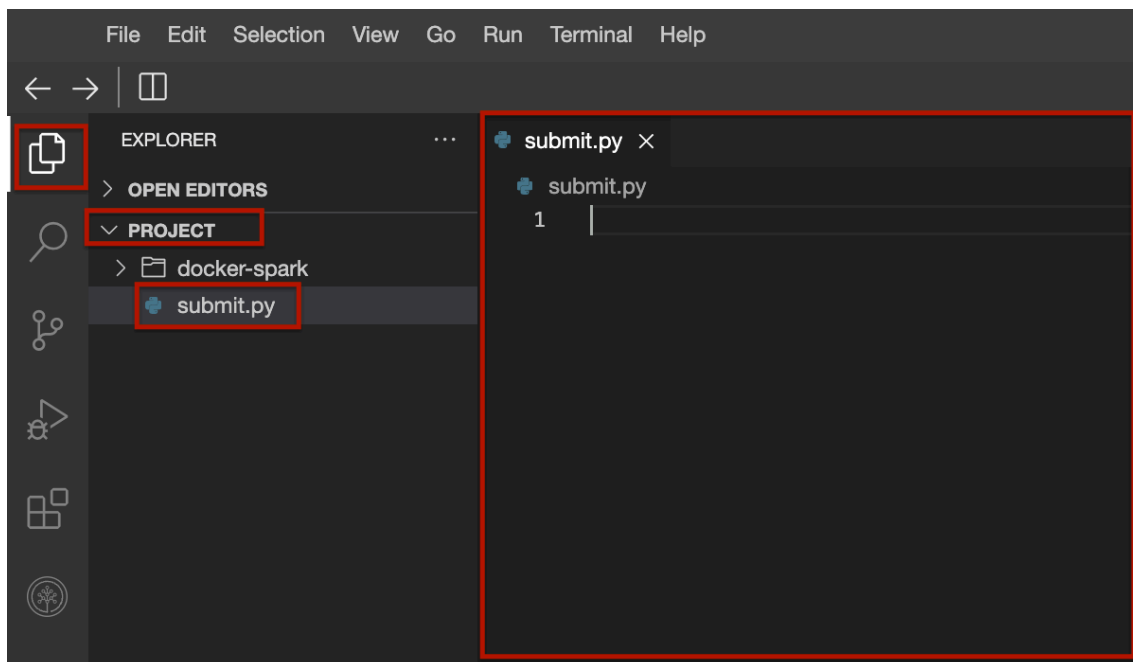 File Edit Selection View Go Run Terminal Help
EXPLORER
OPEN EDITORS
PROJECT
docker-spark
submit.py
submit.py
submit.py
1